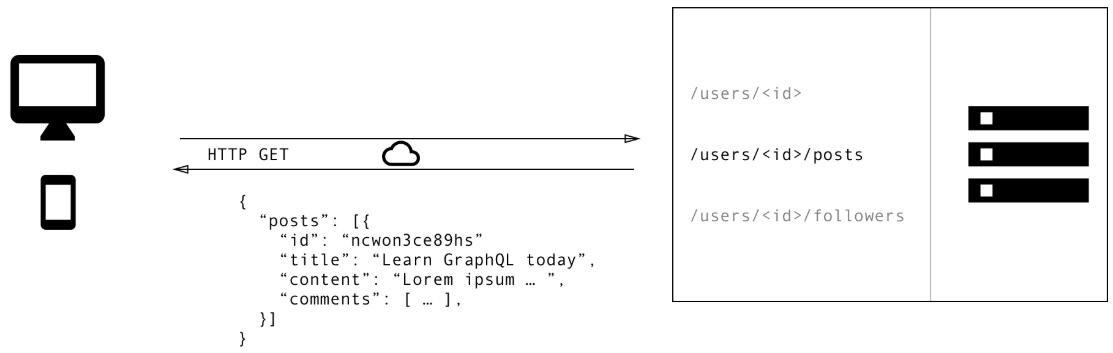 /users/<id>
HTTP GET
/users/<id>/posts
/users/<id>/followers
{
“posts”: [{
“id”: “ncwon3ce89hs”
“title”: “Learn GraphQL today”,
“content”: “Lorem ipsum … ”,
“comments”: [ … ],
}]
}